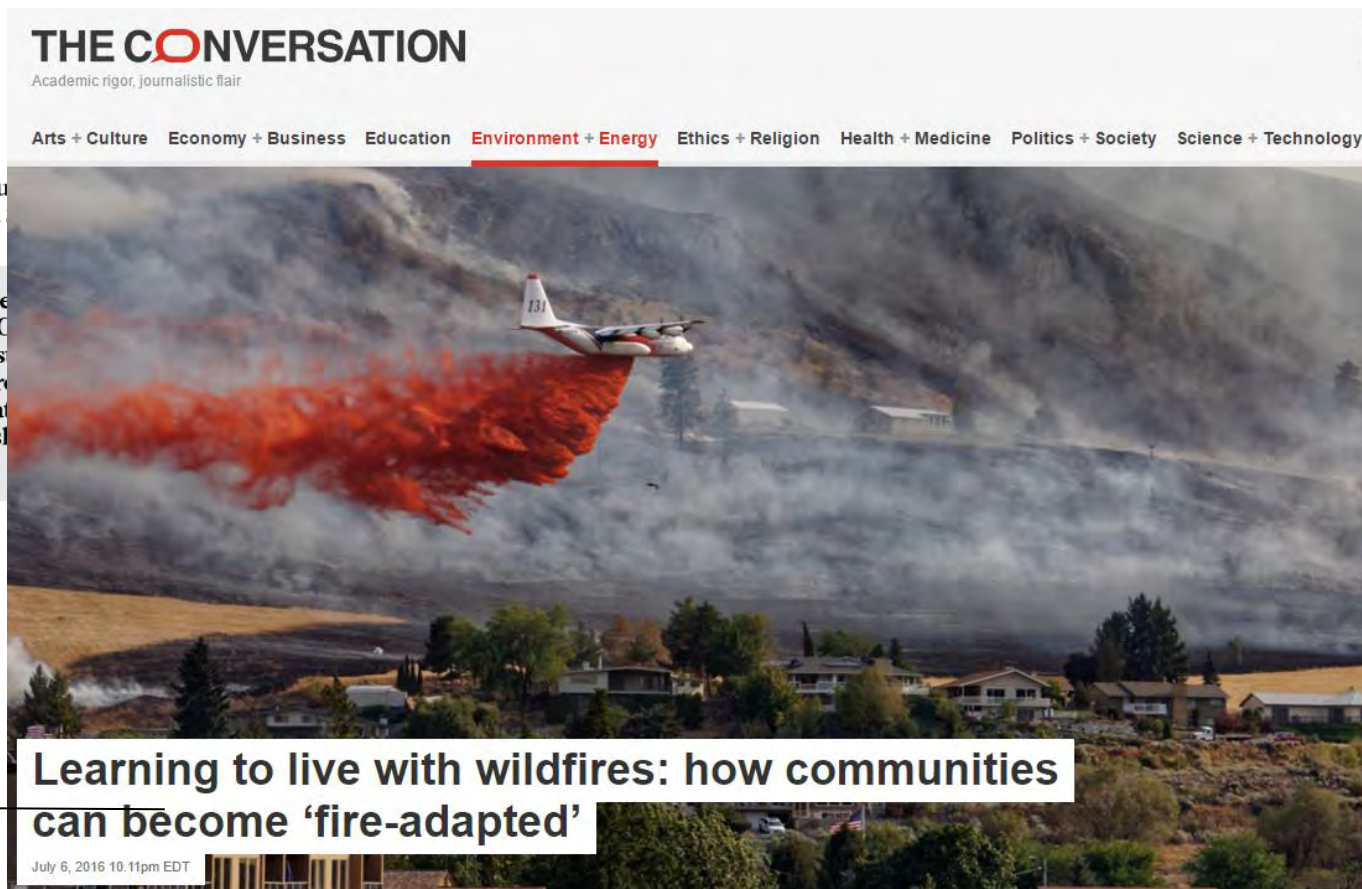 THE CONVERSATION
Academic rigor, journalistic flair
Arts + Culture Economy + Business Education Environment + Energy Ethics + Religion Health + Medicine Politics + Society Science + Technology
131
Learning to live with wildfires: how communities
can become ‘fire-adapted’
July 6, 2016 10.11pm EDT